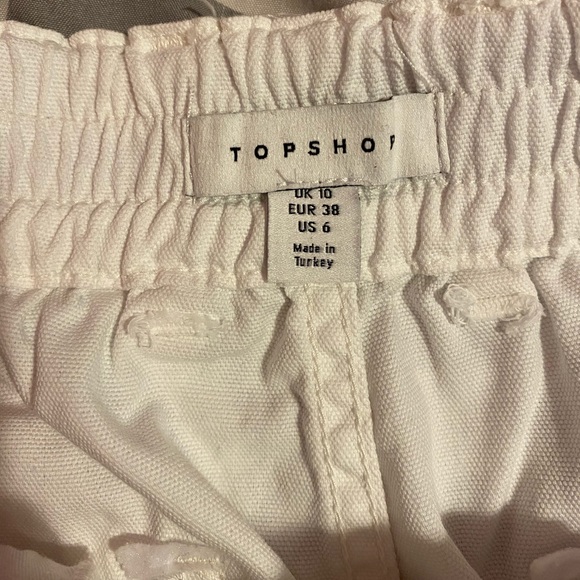 TOPSHOP
UK 10
EUR 38
US 6
Made in
Turkey